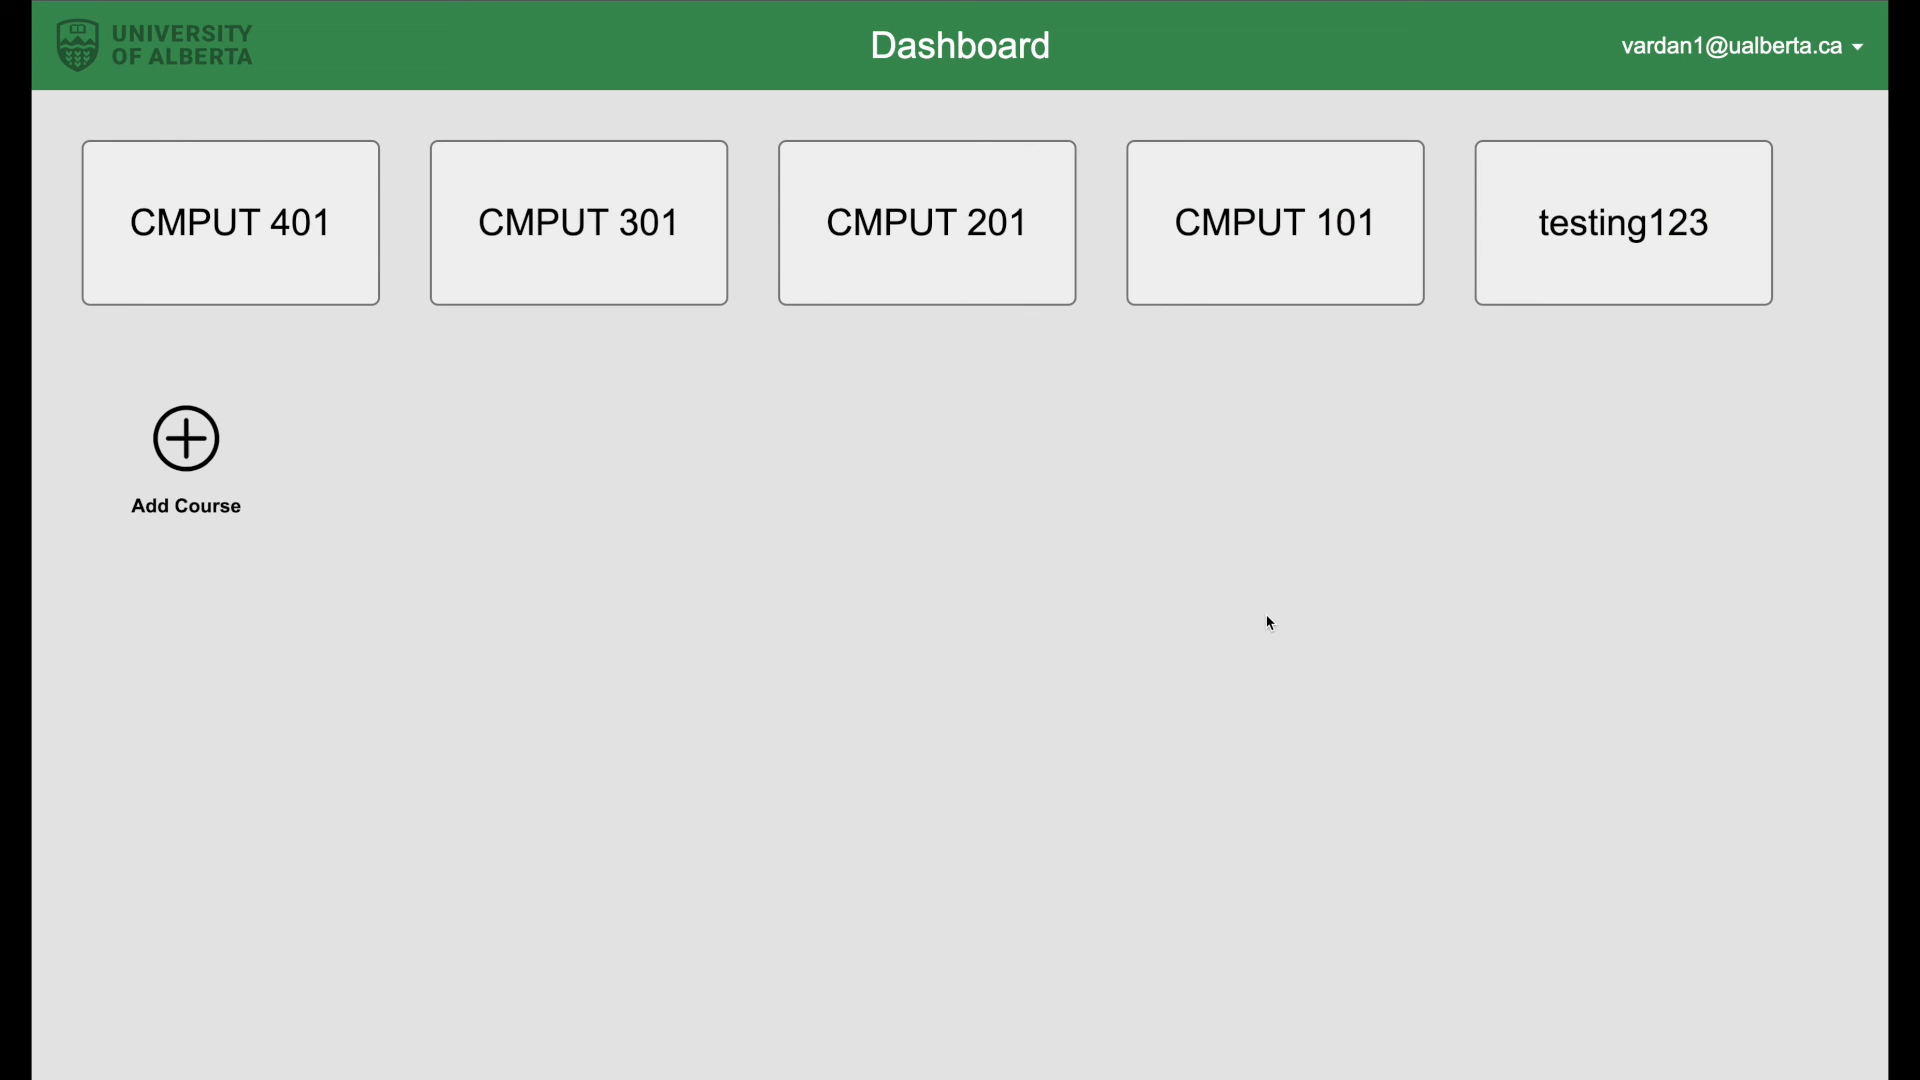 UNIVERSITY
OF ALBERTA
Dashboard
vardan1@ualberta.ca
CMPUT 401
CMPUT 301
CMPUT 201
CMPUT 101
testing123
Add Course